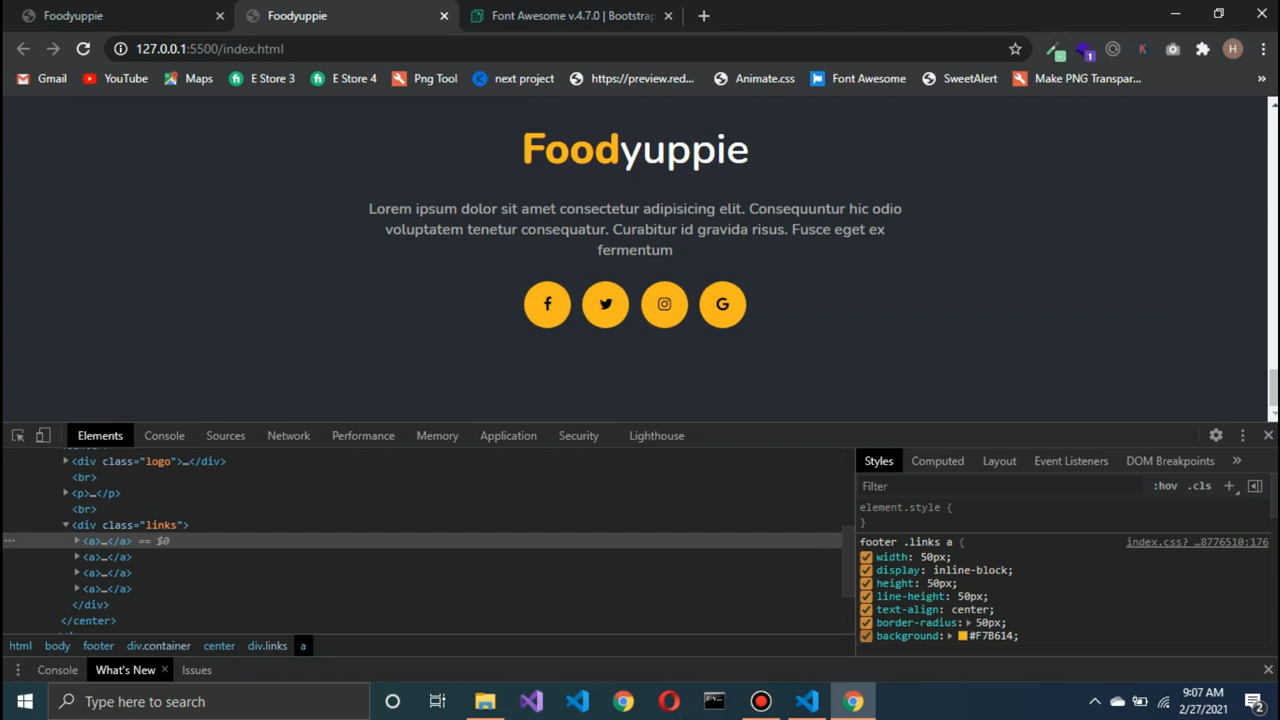 Foodyuppie
Foodyuppie
Font Awesome v.4.7.0 | Bootstrap
127.0.0.1:5500/index.html
1
K
H
Gmail
YouTube
Maps
E Store 3
E Store 4
Png Tool
next project
https://preview.red...
Animate.css
Font Awesome
SweetAlert
Make PNG Transpar...
»
Foodyuppie
Lorem ipsum dolor sit amet consectetur adipisicing elit. Consequuntur hic odio
voluptatem tenetur consequatur. Curabitur id gravida risus. Fusce eget ex
fermentum
Elements
Console
Sources
Network
Performance
Memory
Application
Security
Lighthouse
<div class="logo">…</div>
<br>
<p>…</p>
<br>
<div class="links">
<a>…</a> == $0
<a>…</a>
<a>…</a>
<a>…</a>
</div>
</center>
html body footer div.container center div.links a
Styles
Computed
Layout
Event Listeners
DOM Breakpoints
»
Filter
:hov .cls +
element.style {
}
footer .links a {
index.css? …8776510:176
width: 50px;
display: inline-block;
height: 50px;
line-height: 50px;
text-align: center;
border-radius: 50px;
background: #F7B614;
Console
What's New
Issues
Type here to search
9:07 AM
2/27/2021
2